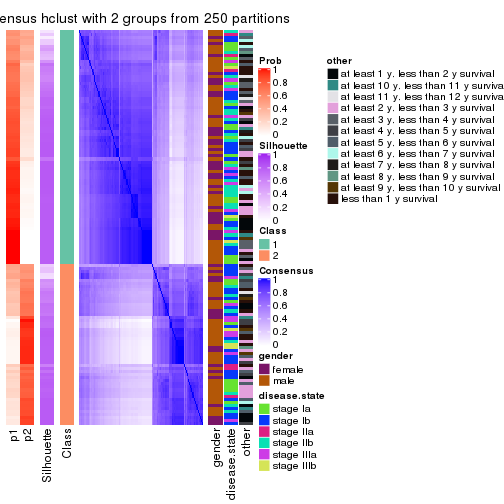 ensus hclust with 2 groups from 250 partitions
Prob
1
0.8
0.6
0.4
0.2
0
Silhouette
1
0.8
0.6
0.4
0.2
0
Class
1
2
Consensus
1
0.8
0.6
0.4
0.2
0
gender
female
male
disease.state
stage Ia
stage Ib
stage IIa
stage IIb
stage IIIa
stage IIIb
other
at least 1 y. less than 2 y survival
at least 10 y. less than 11 y surviva
at least 11 y. less than 12 y surviva
at least 2 y. less than 3 y survival
at least 3 y. less than 4 y survival
at least 4 y. less than 5 y survival
at least 5 y. less than 6 y survival
at least 6 y. less than 7 y survival
at least 7 y. less than 8 y survival
at least 8 y. less than 9 y survival
at least 9 y. less than 10 y survival
less than 1 y survival
p1
p2
Silhouette
Class
gender
disease.state
other